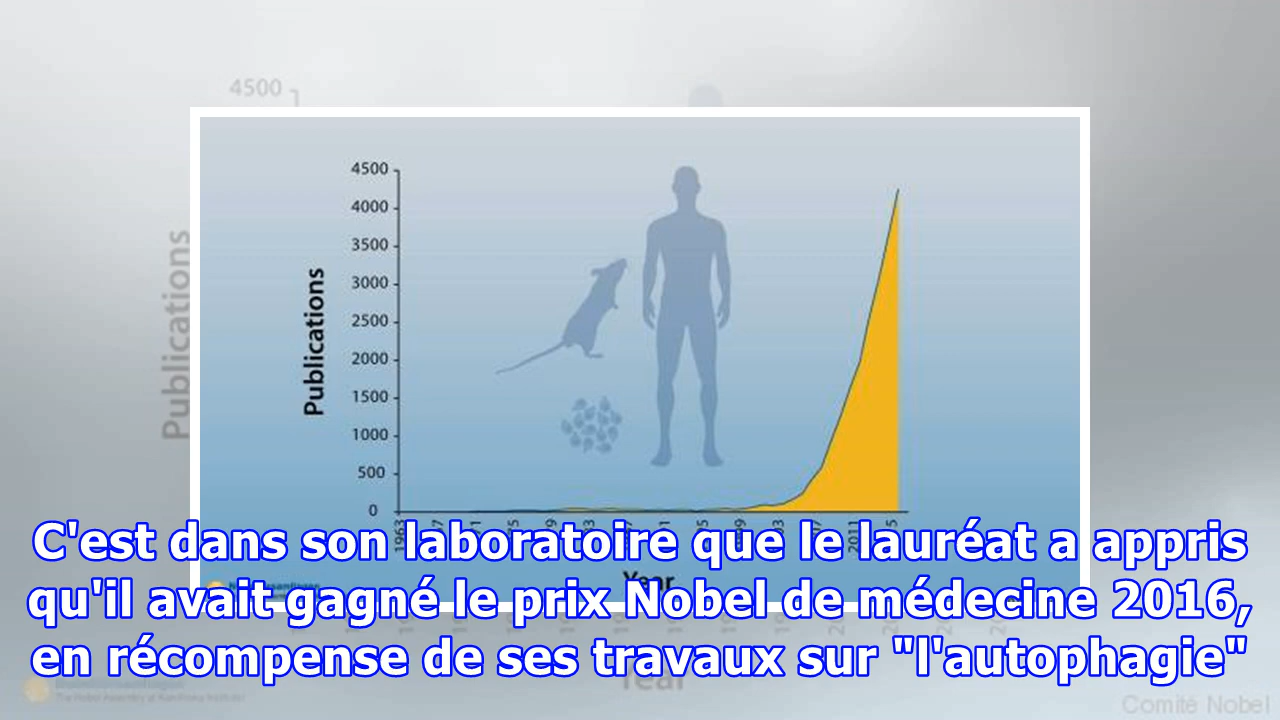 4500
4500
4000
3500
3000
2500
2000
1500
1000
500
0
Publications
Publications
1963
2011
Year
C'est dans son laboratoire que le lauréat a appris
qu'il avait gagné le prix Nobel de médecine 2016,
en récompense de ses travaux sur "l'autophagie"
Year
Comité Nobel